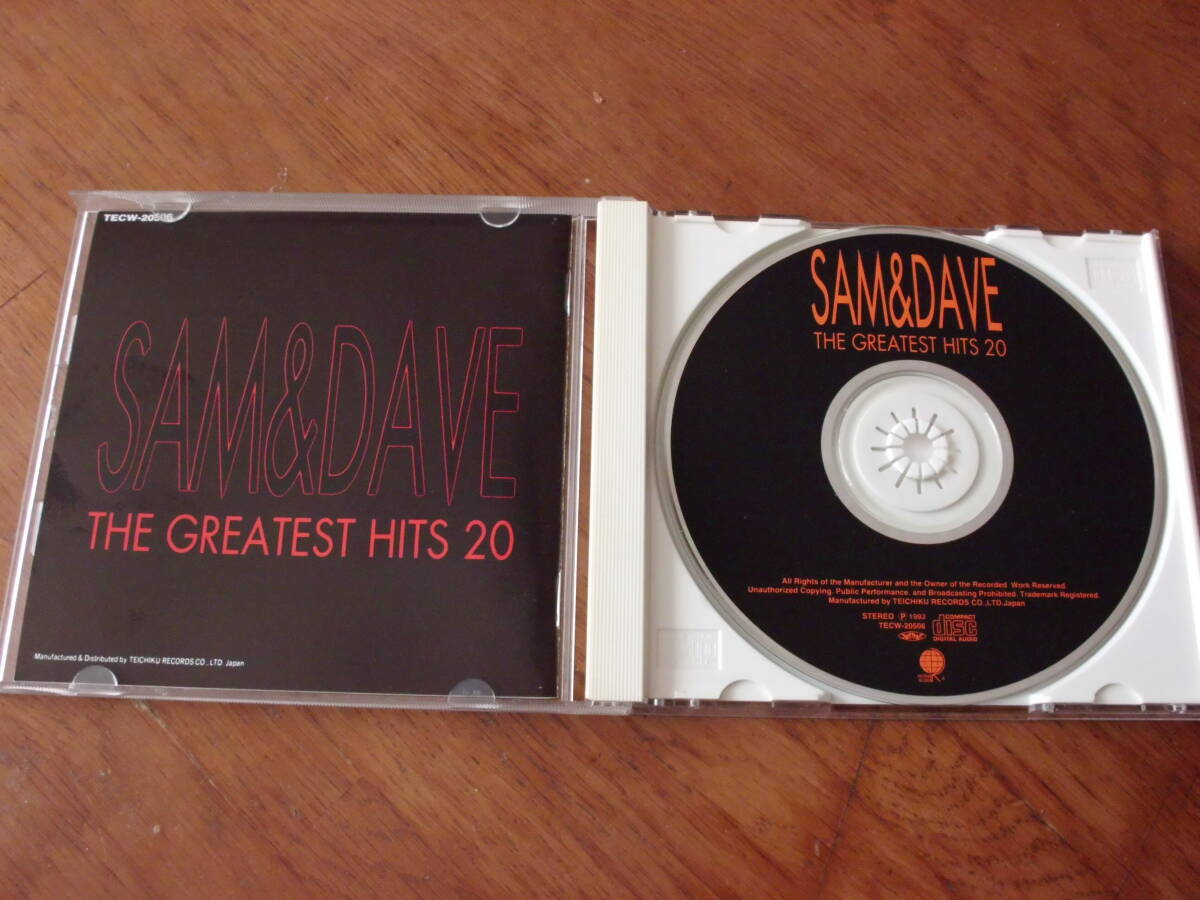 TECW-20506
SAM&DAVE
THE GREATEST HITS 20
Manufactured & Distributed by TEICHIKU RECORDS CO., LTD. Japan
SAM&DAVE
THE GREATEST HITS 20
All Rights of the Manufacturer and the Owner of the Recorded Work Reserved.
Unauthorized Copying, Public Performance, and Broadcasting Prohibited. Trademark Registered.
Manufactured by TEICHIKU RECORDS CO., LTD. Japan
STEREO Ⓟ 1993
TECW-20506
COMPACT
disc
DIGITAL AUDIO